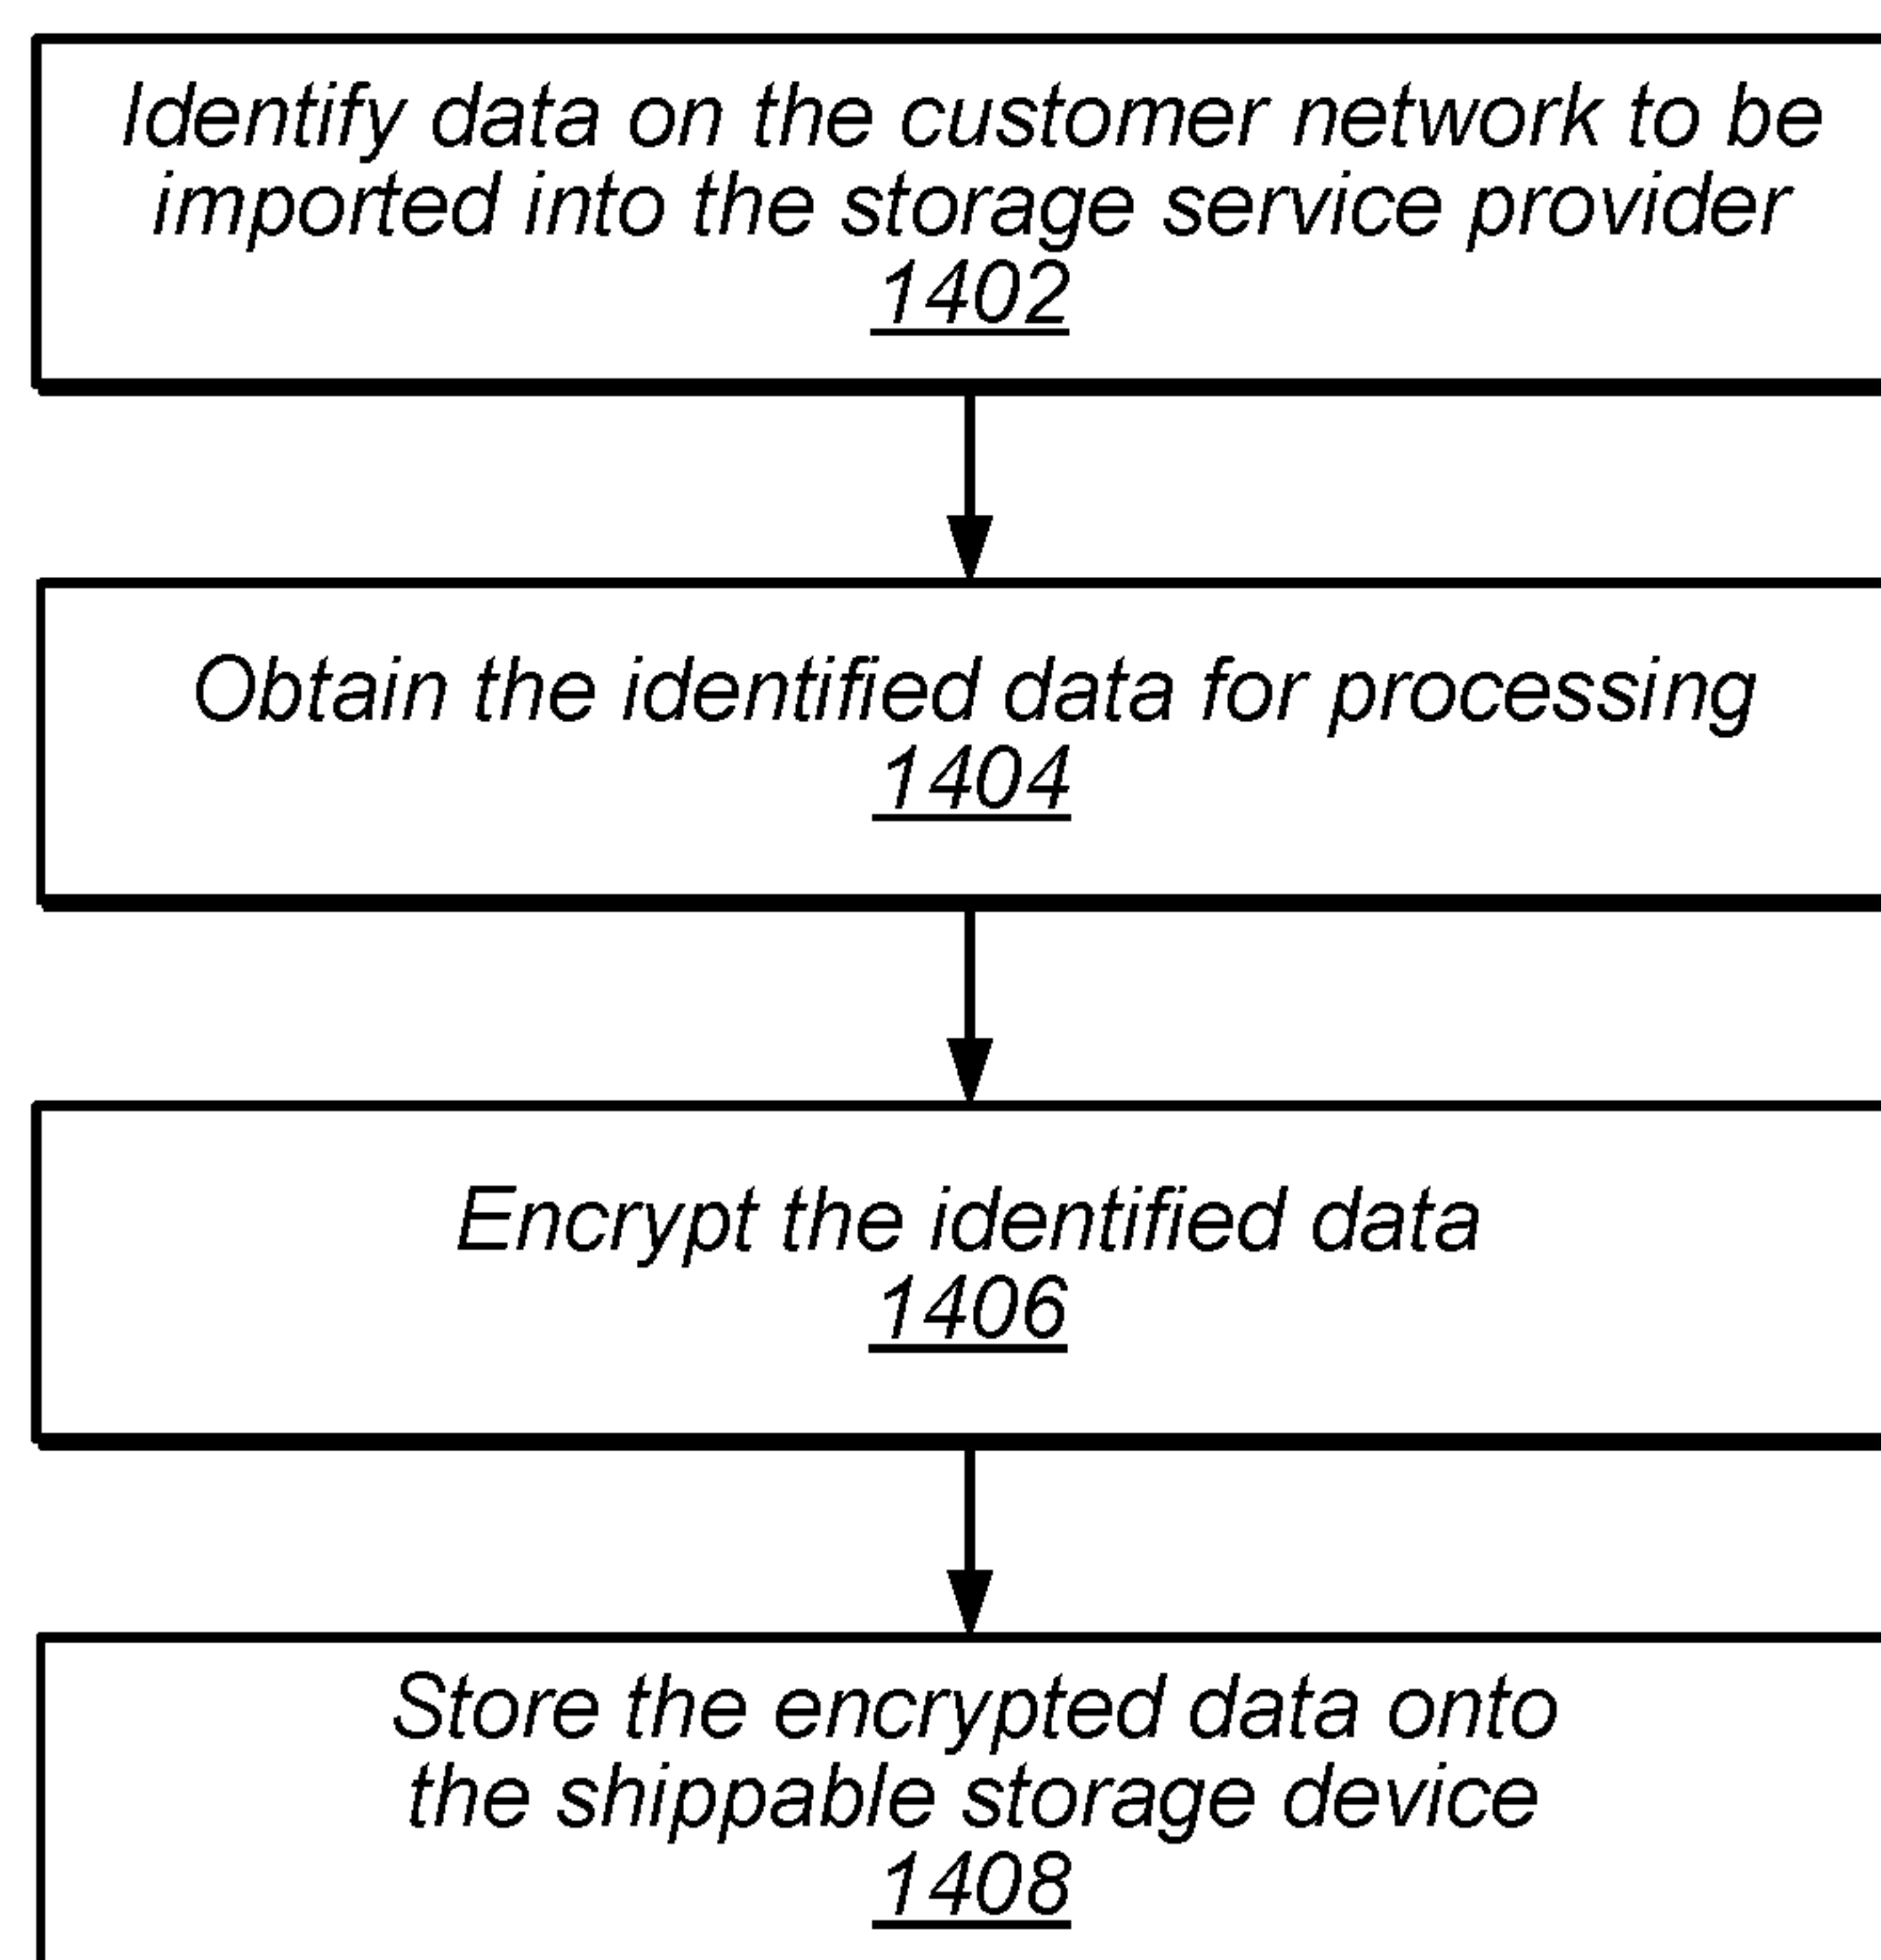 Identify data on the customer network to be
imported into the storage service provider
1402
Obtain the identified data for processing
1404
Encrypt the identified data
1406
Store the encrypted data onto
the shippable storage device
1408